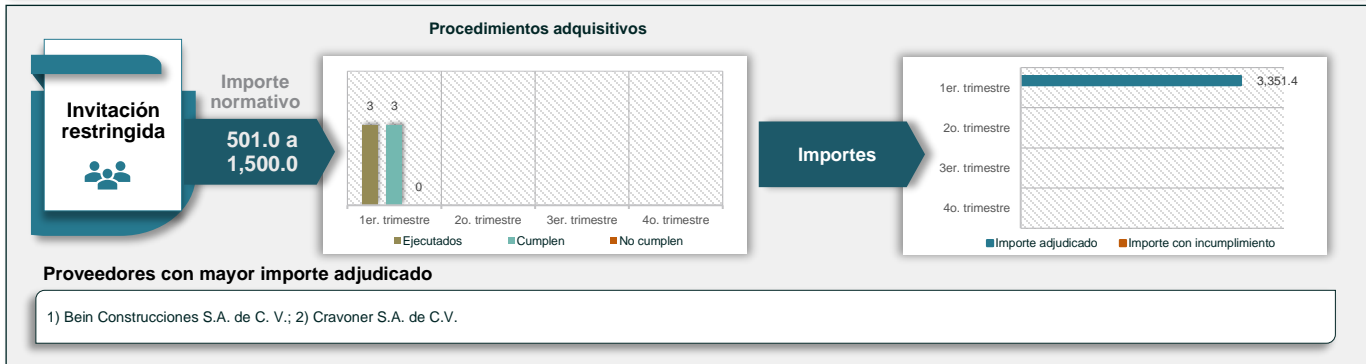 Procedimientos adquisitivos
Invitación
restringida
Importe
normativo
501.0 a
1,500.0
3 3
0
1er. trimestre 2o. trimestre 3er. trimestre 4o. trimestre
Ejecutados Cumplen No cumplen
Importes
1er. trimestre
3,351.4
2o. trimestre
3er. trimestre
4o. trimestre
Importe adjudicado Importe con incumplimiento
Proveedores con mayor importe adjudicado
1) Bein Construcciones S.A. de C. V.; 2) Cravoner S.A. de C.V.